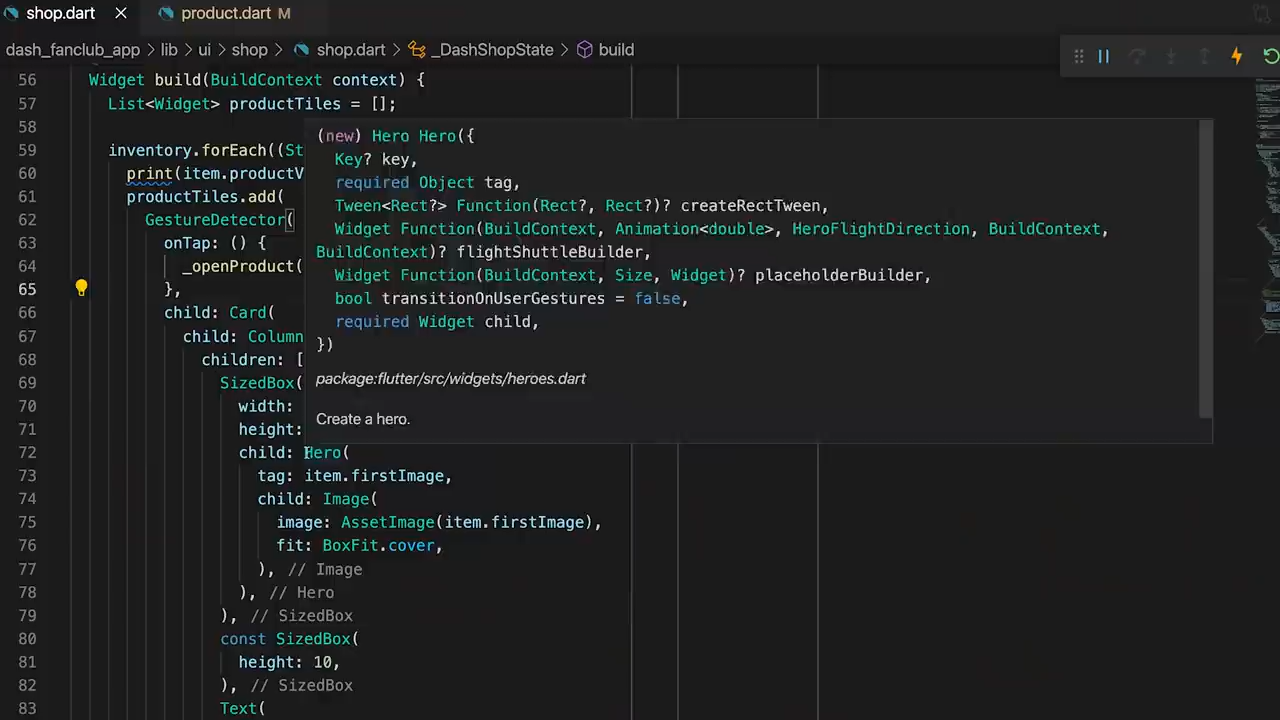 shop.dart
product.dart M
dash_fanclub_app lib ui shop shop.dart _DashShopState build
56 Widget build(BuildContext context) {
57 List<Widget> productTiles = [];
58
59 inventory.forEach((St
60 print(item.productV
61 productTiles.add(
62 GestureDetector(
63 onTap: () {
64 _openProduct(
65 },
66 child: Card(
67 child: Column
68 children: [
69 SizedBox(
70 width:
71 height:
72 child: Hero(
73 tag: item.firstImage,
74 child: Image(
75 image: AssetImage(item.firstImage),
76 fit: BoxFit.cover,
77 ), // Image
78 ), // Hero
79 ), // SizedBox
80 const SizedBox(
81 height: 10,
82 ), // SizedBox
83 Text(
(new) Hero Hero({
Key? key,
required Object tag,
Tween<Rect?> Function(Rect?, Rect?)? createRectTween,
Widget Function(BuildContext, Animation<double>, HeroFlightDirection, BuildContext,
BuildContext)? flightShuttleBuilder,
Widget Function(BuildContext, Size, Widget)? placeholderBuilder,
bool transitionOnUserGestures = false,
required Widget child,
})
package:flutter/src/widgets/heroes.dart
Create a hero.